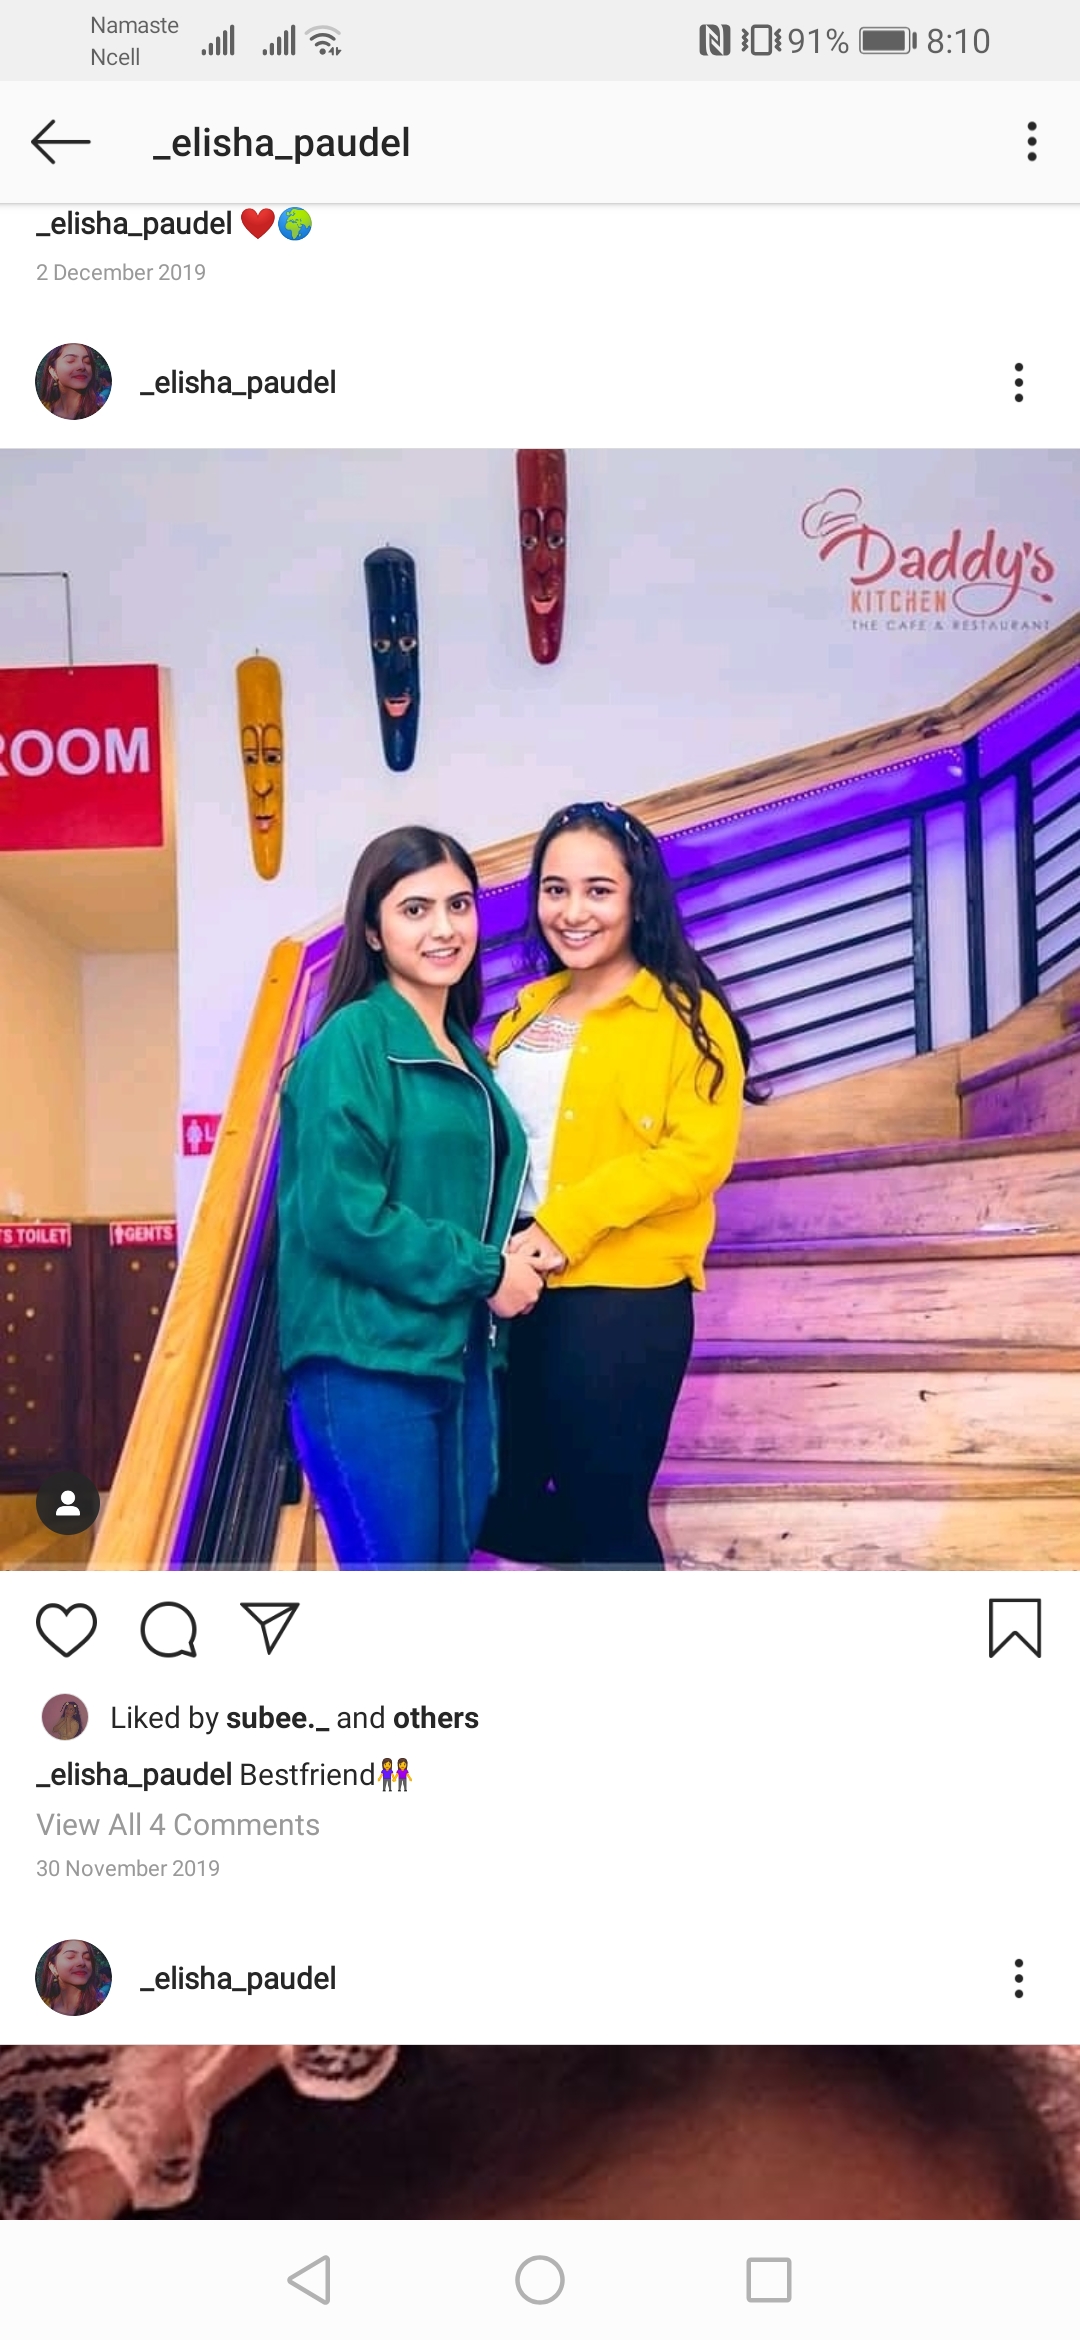 Namaste
Ncell
91% 8:10
_elisha_paudel
_elisha_paudel ❤️🌍
2 December 2019
_elisha_paudel
Daddy's
KITCHEN
THE CAFE & RESTAURANT
ROOM
L
S TOILET
GENTS
Liked by subee._ and others
_elisha_paudel Bestfriend👭
View All 4 Comments
30 November 2019
_elisha_paudel